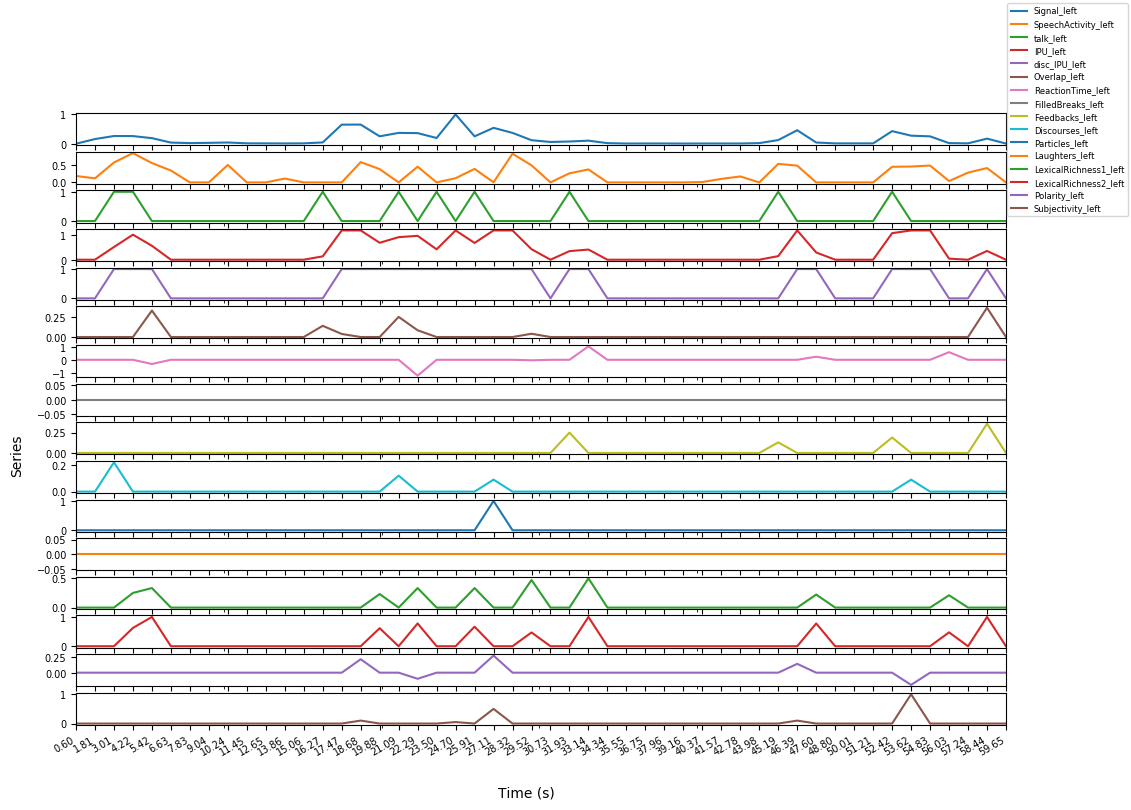 Signal_left
SpeechActivity_left
talk_left
IPU_left
disc_IPU_left
Overlap_left
ReactionTime_left
FilledBreaks_left
Feedbacks_left
Discourses_left
Particles_left
Laughters_left
LexicalRichness1_left
LexicalRichness2_left
Polarity_left
Subjectivity_left
1
0
0.5
0.0
1
0
1
0
1
0
0.25
0.00
1
0
−1
0.05
0.00
−0.05
0.25
0.00
0.2
0.0
1
0
0.05
0.00
−0.05
0.5
0.0
1
0
0.25
0.00
1
0
Series
0.60 1.81 3.01 4.22 5.42 6.63 7.83 9.04 10.24 11.45 12.65 13.86 15.06 16.27 17.47 18.68 19.88 21.09 22.29 23.50 24.70 25.91 27.11 28.32 29.52 30.73 31.93 33.14 34.34 35.55 36.75 37.96 39.16 40.37 41.57 42.78 43.98 45.19 46.39 47.60 48.80 50.01 51.21 52.42 53.62 54.83 56.03 57.24 58.44 59.65
Time (s)